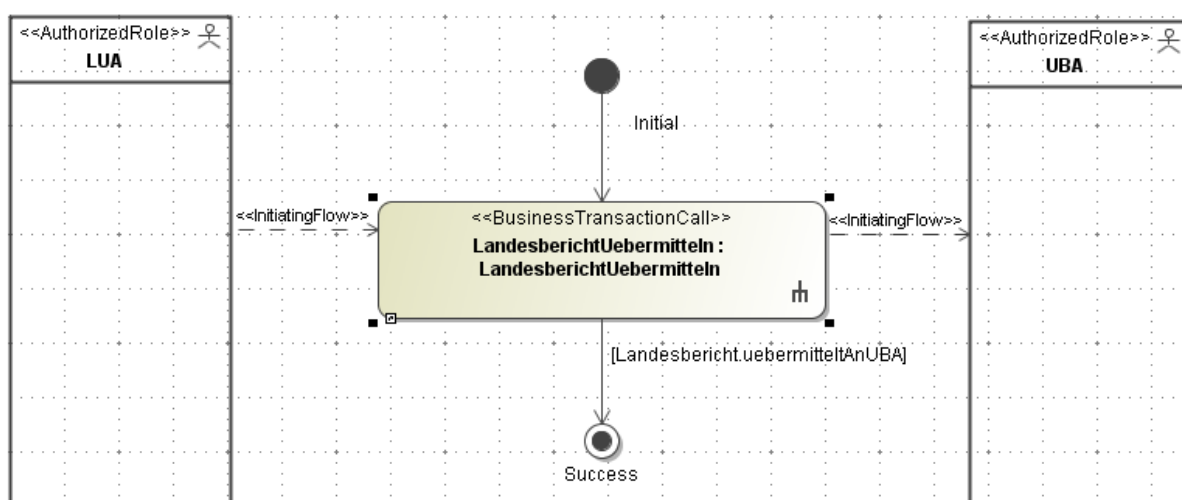 <<AuthorizedRole>>
LUA
<<AuthorizedRole>>
UBA
Initial
<<InitiatingFlow>>
<<BusinessTransactionCall>>
LandesberichtUebermitteln :
LandesberichtUebermitteln
<<InitiatingFlow>>
[Landesbericht.uebermitteltAnUBA]
Success